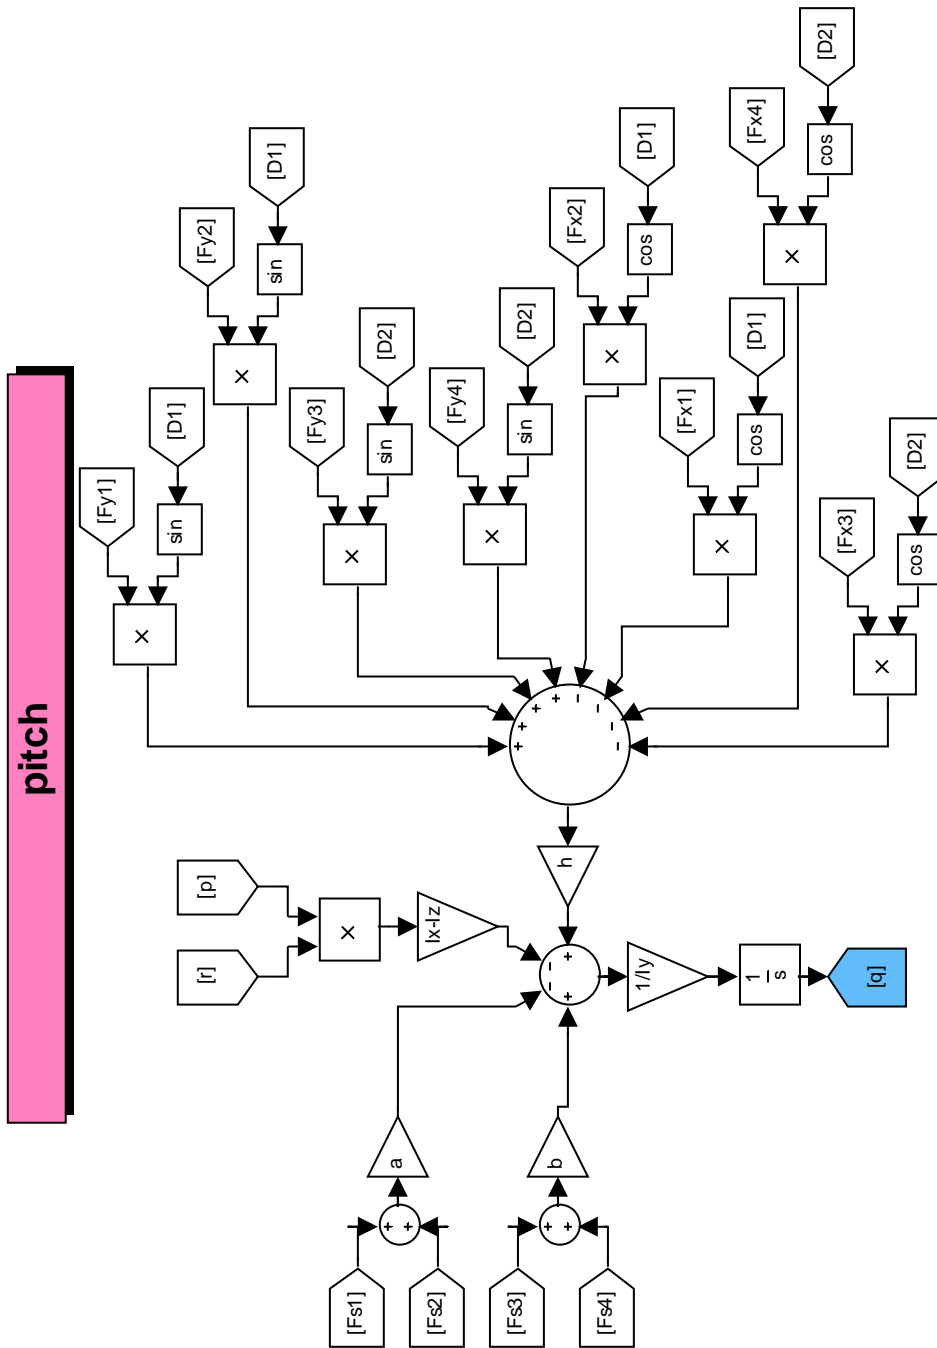 pitch
[Fy1]
×
sin
[D1]
[r]
[p]
[Fy2]
×
sin
[D1]
[Fy3]
[Fs1]
×
×
+
a
sin
[D2]
+
[Fs2]
Ix-Iz
[Fy4]
×
[Fs3]
+
+
+
+
+
−
−
−
−
sin
[D2]
+
b
−
−
+
+
h
[Fx2]
×
[Fs4]
1/Iy
cos
[D1]
[Fx1]
×
cos
[D1]
1
s
[Fx4]
×
cos
[D2]
[Fx3]
×
[q]
cos
[D2]